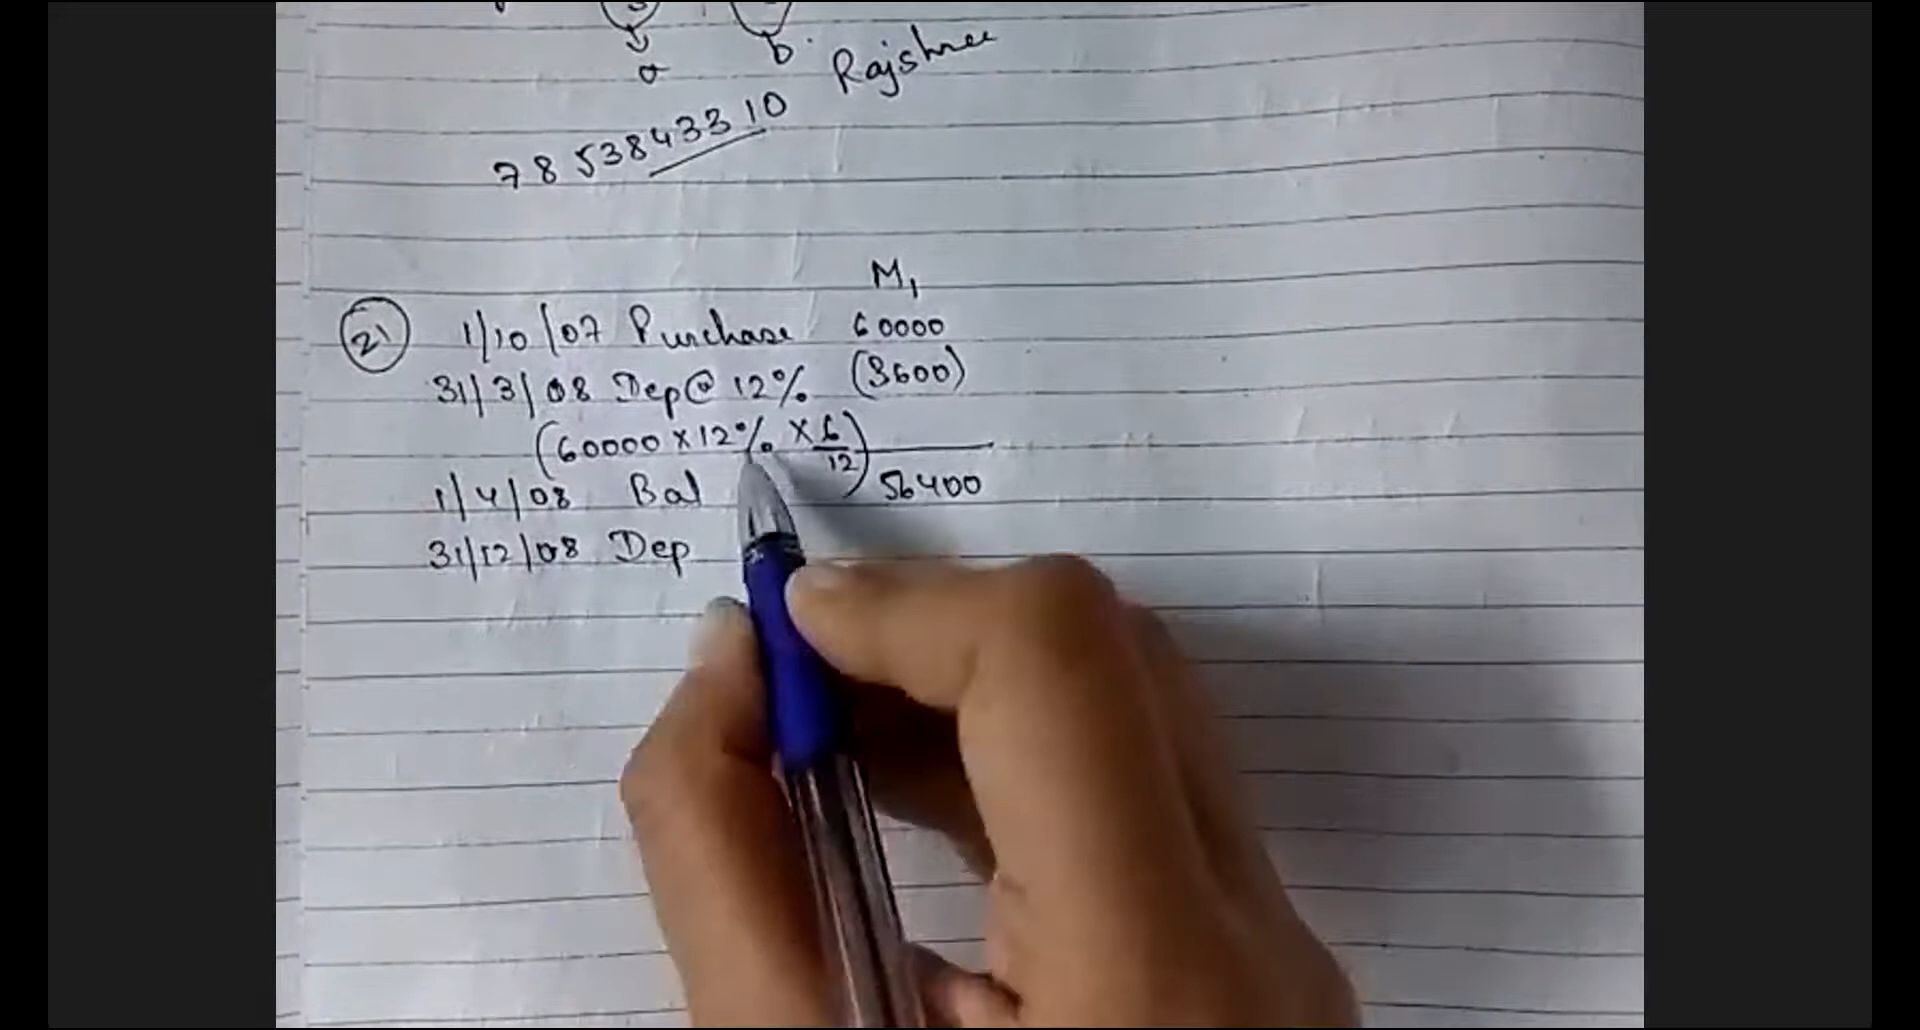 b. Rajshree
7853843310
M1
21 1/10/07 Purchase 60000
31/3/08 Dep@ 12% (3600)
(60000 x 12% x 6/12)
1/4/08 Bal 56400
31/12/08 Dep